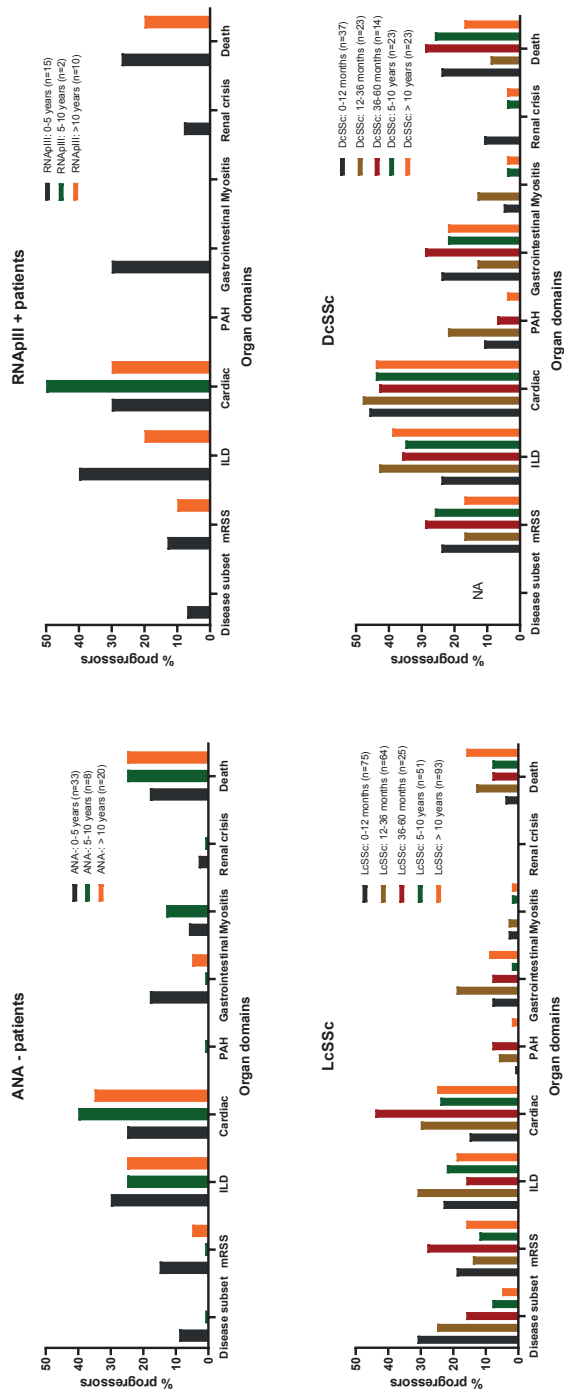 ANA - patients
ANA-: 0-5 years (n=33)
ANA-: 5-10 years (n=8)
ANA-: > 10 years (n=20)
% progressors
50
40
30
20
10
0
Disease subset
mRSS
ILD
Cardiac
PAH
Gastrointestinal
Myositis
Renal crisis
Death
Organ domains
RNApIII + patients
RNApIII: 0-5 years (n=15)
RNApIII: 5-10 years (n=2)
RNApIII: >10 years (n=10)
% progressors
50
40
30
20
10
0
Disease subset
mRSS
ILD
Cardiac
PAH
Gastrointestinal
Myositis
Renal crisis
Death
Organ domains
LcSSc
LcSSc: 0-12 months (n=75)
LcSSc: 12-36 months (n=64)
LcSSc: 36-60 months (n=25)
LcSSc: 5-10 years (n=51)
LcSSc: > 10 years (n=93)
% progressors
50
40
30
20
10
0
Disease subset
mRSS
ILD
Cardiac
PAH
Gastrointestinal
Myositis
Renal crisis
Death
Organ domains
DcSSc
DcSSc: 0-12 months (n=37)
DcSSc: 12-36 months (n=23)
DcSSc: 36-60 months (n=14)
DcSSc: 5-10 years (n=23)
DcSSc: > 10 years (n=23)
% progressors
50
40
30
20
10
0
NA
Disease subset
mRSS
ILD
Cardiac
PAH
Gastrointestinal
Myositis
Renal crisis
Death
Organ domains